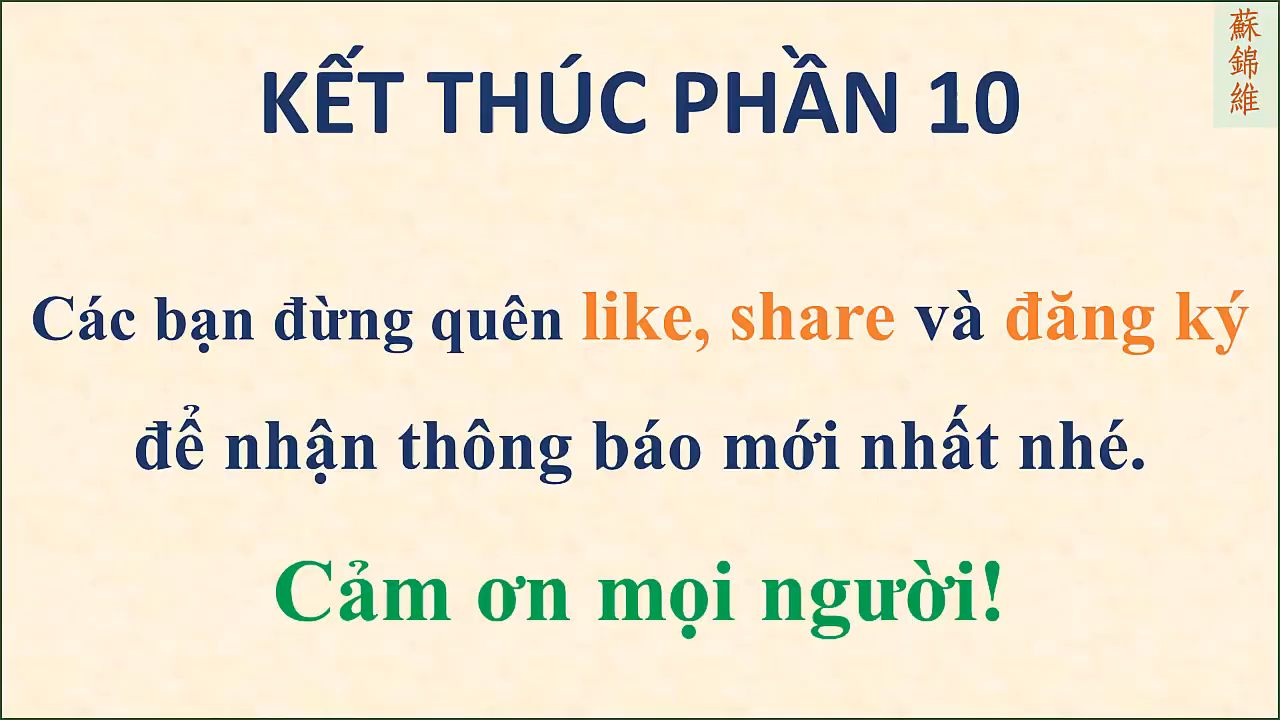 KẾT THÚC PHẦN 10
Các bạn đừng quên like, share và đăng ký
để nhận thông báo mới nhất nhé.
Cảm ơn mọi người!
蘇錦維